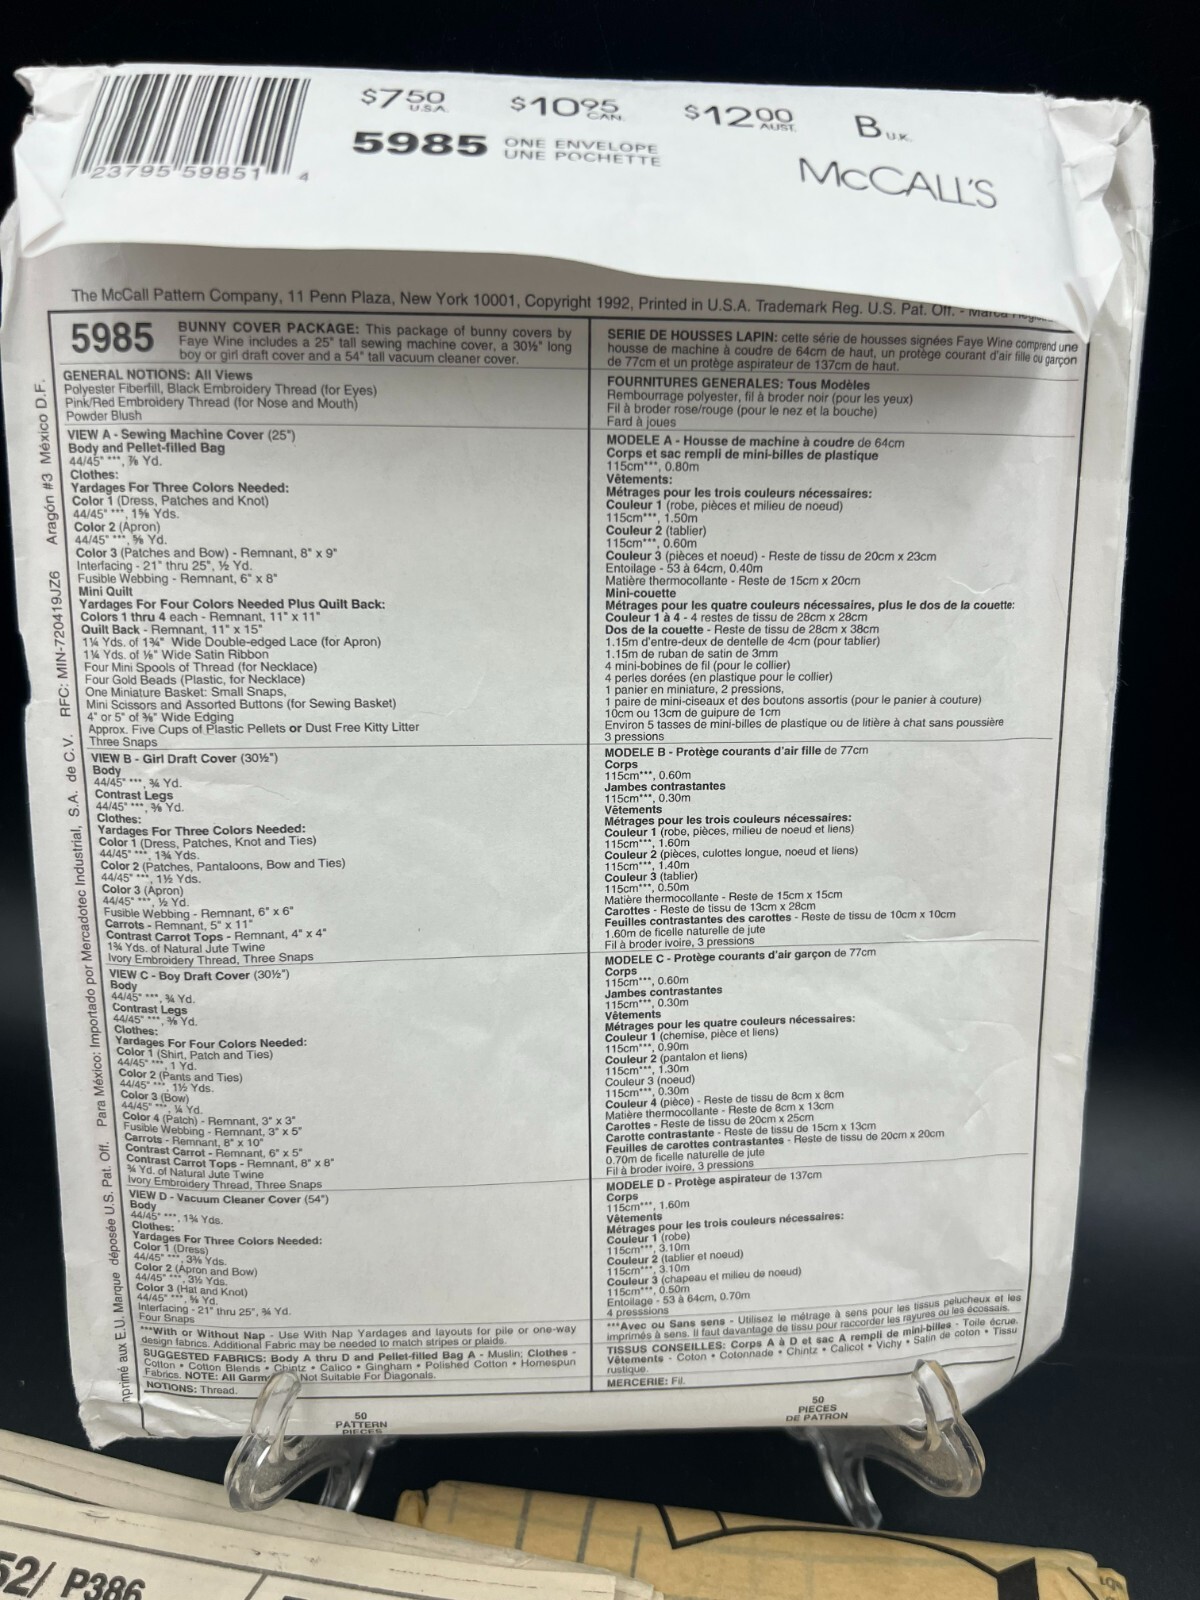 $7.50 U.S.A.
$10.95 CAN.
$12.00 AUST.
B U.K.
5985 ONE ENVELOPE
UNE POCHETTE
McCALL'S
23795 59851 4
The McCall Pattern Company, 11 Penn Plaza, New York 10001, Copyright 1992, Printed in U.S.A. Trademark Reg. U.S. Pat. Off. - Marca
5985
BUNNY COVER PACKAGE: This package of bunny covers by
Faye Wine includes a 25" tall sewing machine cover, a 30½" long
boy or girl draft cover and a 54" tall vacuum cleaner cover.
GENERAL NOTIONS: All Views
Polyester Fiberfill, Black Embroidery Thread (for Eyes)
Pink/Red Embroidery Thread (for Nose and Mouth)
Powder Blush
VIEW A - Sewing Machine Cover (25")
Body and Pellet-filled Bag
44/45" ***, ⅞ Yd.
Clothes:
Yardages For Three Colors Needed:
Color 1 (Dress, Patches and Knot)
44/45" ***, 1⅝ Yds.
Color 2 (Apron)
44/45" ***, ⅝ Yd.
Color 3 (Patches and Bow) - Remnant, 8" x 9"
Interfacing - 21" thru 25", ½ Yd.
Fusible Webbing - Remnant, 6" x 8"
Mini Quilt
Yardages For Four Colors Needed Plus Quilt Back:
Colors 1 thru 4 each - Remnant, 11" x 11"
Quilt Back - Remnant, 11" x 15"
1¼ Yds. of 1¾" Wide Double-edged Lace (for Apron)
1¼ Yds. of ⅛" Wide Satin Ribbon
Four Mini Spools of Thread (for Necklace)
Four Gold Beads (Plastic, for Necklace)
One Miniature Basket: Small Snaps,
Mini Scissors and Assorted Buttons (for Sewing Basket)
4" or 5" of ⅜" Wide Edging
Approx. Five Cups of Plastic Pellets or Dust Free Kitty Litter
Three Snaps
VIEW B - Girl Draft Cover (30½")
Body
44/45" ***, ¾ Yd.
Contrast Legs
44/45" ***, ⅜ Yd.
Clothes:
Yardages For Three Colors Needed:
Color 1 (Dress, Patches, Knot and Ties)
44/45" ***, 1¾ Yds.
Color 2 (Patches, Pantaloons, Bow and Ties)
44/45" ***, 1½ Yds.
Color 3 (Apron)
44/45" ***, ½ Yd.
Fusible Webbing - Remnant, 6" x 6"
Carrots - Remnant, 5" x 11"
Contrast Carrot Tops - Remnant, 4" x 4"
1¾ Yds. of Natural Jute Twine
Ivory Embroidery Thread, Three Snaps
VIEW C - Boy Draft Cover (30½")
Body
44/45" ***, ¾ Yd.
Contrast Legs
44/45" ***, ⅜ Yd.
Clothes:
Yardages For Four Colors Needed:
Color 1 (Shirt, Patch and Ties)
44/45" ***, 1 Yd.
Color 2 (Pants and Ties)
44/45" ***, 1½ Yds.
Color 3 (Bow)
44/45" ***, ¼ Yd.
Color 4 (Patch) - Remnant, 3" x 3"
Fusible Webbing - Remnant, 3" x 5"
Carrots - Remnant, 8" x 10"
Contrast Carrot - Remnant, 6" x 5"
Contrast Carrot Tops - Remnant, 8" x 8"
¾ Yd. of Natural Jute Twine
Ivory Embroidery Thread, Three Snaps
VIEW D - Vacuum Cleaner Cover (54")
Body
44/45" ***, 1¾ Yds.
Clothes:
Yardages For Three Colors Needed:
Color 1 (Dress)
44/45" ***, 3⅜ Yds.
Color 2 (Apron and Bow)
44/45" ***, 3½ Yds.
Color 3 (Hat and Knot)
44/45" ***, ⅝ Yd.
Interfacing - 21" thru 25", ¾ Yd.
Four Snaps
***With or Without Nap - Use With Nap Yardages and layouts for pile or one-way
design fabrics. Additional Fabric may be needed to match stripes or plaids.
SUGGESTED FABRICS: Body A thru D and Pellet-filled Bag A - Muslin; Clothes -
Cotton • Cotton Blends • Chintz • Calico • Gingham • Polished Cotton • Homespun
Fabrics. NOTE: All Garm Not Suitable For Diagonals.
NOTIONS: Thread.
50
PATTERN
PIECES
SERIE DE HOUSSES LAPIN: cette série de housses signées Faye Wine comprend une
housse de machine à coudre de 64cm de haut, un protège courant d'air fille ou garçon
de 77cm et un protège aspirateur de 137cm de haut.
FOURNITURES GENERALES: Tous Modèles
Rembourrage polyester, fil à broder noir (pour les yeux)
Fil à broder rose/rouge (pour le nez et la bouche)
Fard à joues
MODELE A - Housse de machine à coudre de 64cm
Corps et sac rempli de mini-billes de plastique
115cm***, 0.80m
Vêtements:
Métrages pour les trois couleurs nécessaires:
Couleur 1 (robe, pièces et milieu de noeud)
115cm***, 1.50m
Couleur 2 (tablier)
115cm***, 0.60m
Couleur 3 (pièces et noeud) - Reste de tissu de 20cm x 23cm
Entoilage - 53 à 64cm, 0.40m
Matière thermocollante - Reste de 15cm x 20cm
Mini-couette
Métrages pour les quatre couleurs nécessaires, plus le dos de la couette:
Couleur 1 à 4 - 4 restes de tissu de 28cm x 28cm
Dos de la couette - Reste de tissu de 28cm x 38cm
1.15m d'entre-deux de dentelle de 4cm (pour tablier)
1.15m de ruban de satin de 3mm
4 mini-bobines de fil (pour le collier)
4 perles dorées (en plastique pour le collier)
1 panier en miniature, 2 pressions,
1 paire de mini-ciseaux et des boutons assortis (pour le panier à couture)
10cm ou 13cm de guipure de 1cm
Environ 5 tasses de mini-billes de plastique ou de litière à chat sans poussière
3 pressions
MODELE B - Protège courants d'air fille de 77cm
Corps
115cm***, 0.60m
Jambes contrastantes
115cm***, 0.30m
Vêtements
Métrages pour les trois couleurs nécessaires:
Couleur 1 (robe, pièces, milieu de noeud et liens)
115cm***, 1.60m
Couleur 2 (pièces, culottes longue, noeud et liens)
115cm***, 1.40m
Couleur 3 (tablier)
115cm***, 0.50m
Matière thermocollante - Reste de 15cm x 15cm
Carottes - Reste de tissu de 13cm x 28cm
Feuilles contrastantes des carottes - Reste de tissu de 10cm x 10cm
1.60m de ficelle naturelle de jute
Fil à broder ivoire, 3 pressions
MODELE C - Protège courants d'air garçon de 77cm
Corps
115cm***, 0.60m
Jambes contrastantes
115cm***, 0.30m
Vêtements
Métrages pour les quatre couleurs nécessaires:
Couleur 1 (chemise, pièce et liens)
115cm***, 0.90m
Couleur 2 (pantalon et liens)
115cm***, 1.30m
Couleur 3 (noeud)
115cm***, 0.30m
Couleur 4 (pièce) - Reste de tissu de 8cm x 8cm
Matière thermocollante - Reste de 8cm x 13cm
Carottes - Reste de tissu de 20cm x 25cm
Carotte contrastante - Reste de tissu de 15cm x 13cm
Feuilles de carottes contrastantes - Reste de tissu de 20cm x 20cm
0.70m de ficelle naturelle de jute
Fil à broder ivoire, 3 pressions
MODELE D - Protège aspirateur de 137cm
Corps
115cm***, 1.60m
Vêtements
Métrages pour les trois couleurs nécessaires:
Couleur 1 (robe)
115cm***, 3.10m
Couleur 2 (tablier et noeud)
115cm***, 3.10m
Couleur 3 (chapeau et milieu de noeud)
115cm***, 0.50m
Entoilage - 53 à 64cm, 0.70m
4 presssions
***Avec ou Sans sens - Utilisez le métrage à sens pour les tissus pelucheux et les
imprimés à sens. Il faut davantage de tissu pour raccorder les rayures ou les écossais.
TISSUS CONSEILLES: Corps A à D et sac A rempli de mini-billes - Toile écrue.
Vêtements - Coton • Cotonnade • Chintz • Calicot • Vichy • Satin de coton • Tissu
rustique.
MERCERIE: Fil.
50
PIECES
DE PATRON
mprimé aux E.U. Marque déposée U.S. Pat. Off. Para México: Importado por Mercadotec Industrial, S.A. de C.V. RFC: MIN-720419JZ6 Aragón #3 México D.F.
52/ P386